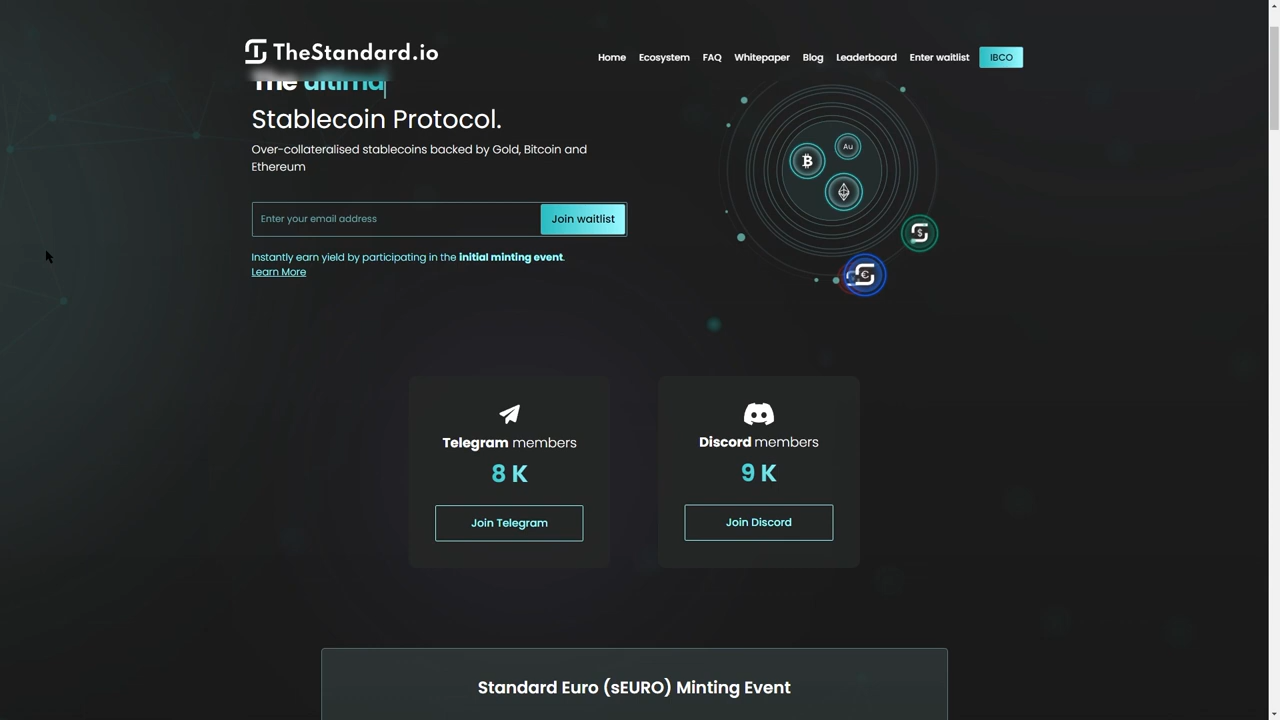 TheStandard.io
Home Ecosystem FAQ Whitepaper Blog Leaderboard Enter waitlist IBCO
The ultima
Stablecoin Protocol.
Over-collateralised stablecoins backed by Gold, Bitcoin and
Ethereum
Au
Enter your email address Join waitlist
Instantly earn yield by participating in the initial minting event.
Learn More
Telegram members
8 K
Join Telegram
Discord members
9 K
Join Discord
Standard Euro (sEURO) Minting Event